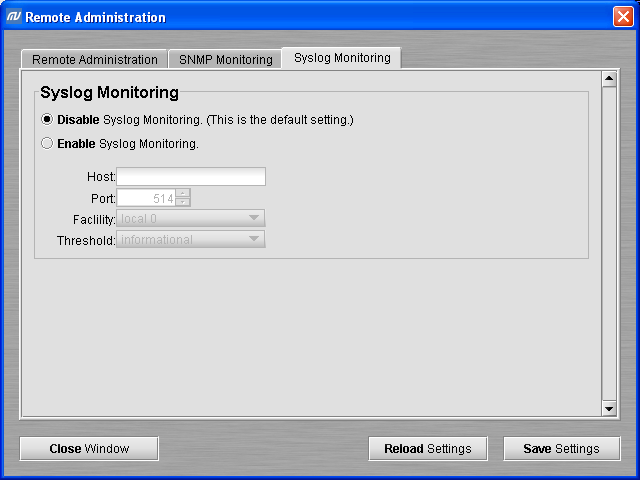 Remote Administration
Remote Administration SNMP Monitoring Syslog Monitoring
Syslog Monitoring
Disable Syslog Monitoring. (This is the default setting.)
Enable Syslog Monitoring.
Host:
Port: 514
Faclility: local 0
Threshold: informational
Close Window Reload Settings Save Settings